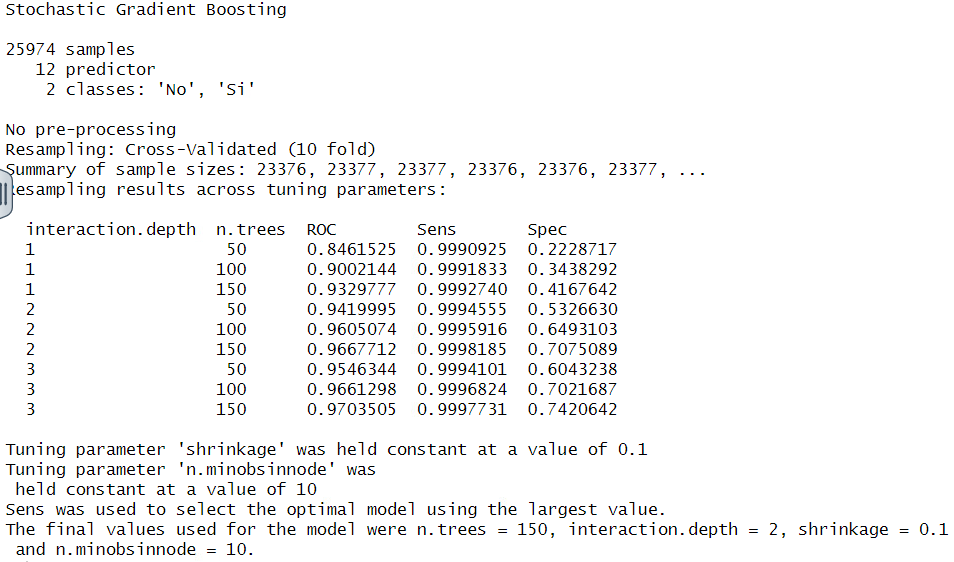 Stochastic Gradient Boosting
25974 samples
12 predictor
2 classes: 'No', 'Si'
No pre-processing
Resampling: Cross-Validated (10 fold)
Summary of sample sizes: 23376, 23377, 23377, 23376, 23376, 23377, ...
esampling results across tuning parameters:
interaction.depth n.trees ROC Sens Spec
1 50 0.8461525 0.9990925 0.2228717
1 100 0.9002144 0.9991833 0.3438292
1 150 0.9329777 0.9992740 0.4167642
2 50 0.9419995 0.9994555 0.5326630
2 100 0.9605074 0.9995916 0.6493103
2 150 0.9667712 0.9998185 0.7075089
3 50 0.9546344 0.9994101 0.6043238
3 100 0.9661298 0.9996824 0.7021687
3 150 0.9703505 0.9997731 0.7420642
Tuning parameter 'shrinkage' was held constant at a value of 0.1
Tuning parameter 'n.minobsinnode' was
held constant at a value of 10
Sens was used to select the optimal model using the largest value.
The final values used for the model were n.trees = 150, interaction.depth = 2, shrinkage = 0.1
and n.minobsinnode = 10.